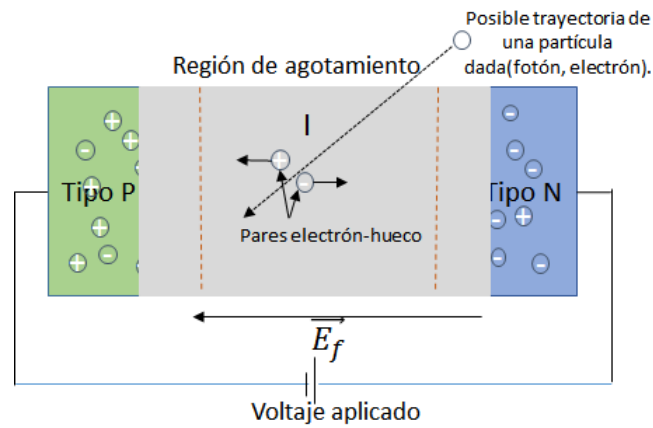 Posible trayectoria de
una partícula
dada(fotón, electrón).
Región de agotamiento
I
Tipo P
Tipo N
Pares electrón-hueco
E_f
Voltaje aplicado